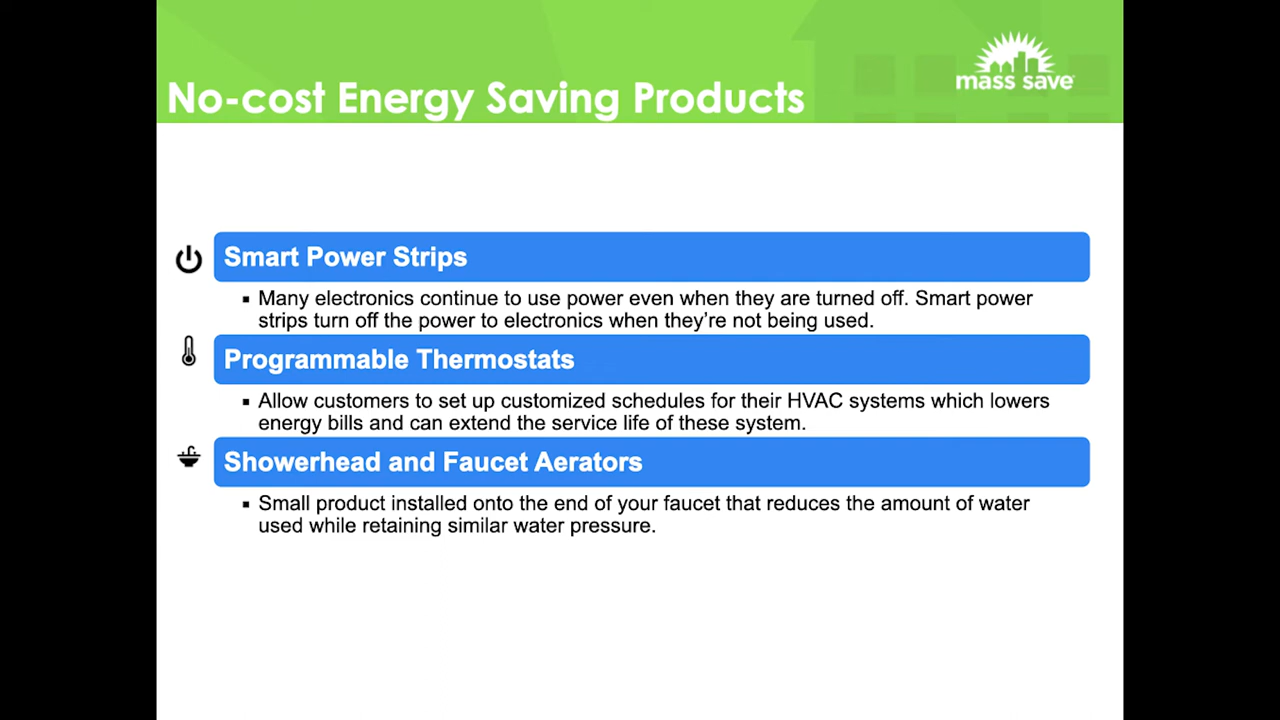 mass save
No-cost Energy Saving Products
Smart Power Strips
▪ Many electronics continue to use power even when they are turned off. Smart power
strips turn off the power to electronics when they’re not being used.
Programmable Thermostats
▪ Allow customers to set up customized schedules for their HVAC systems which lowers
energy bills and can extend the service life of these system.
Showerhead and Faucet Aerators
▪ Small product installed onto the end of your faucet that reduces the amount of water
used while retaining similar water pressure.